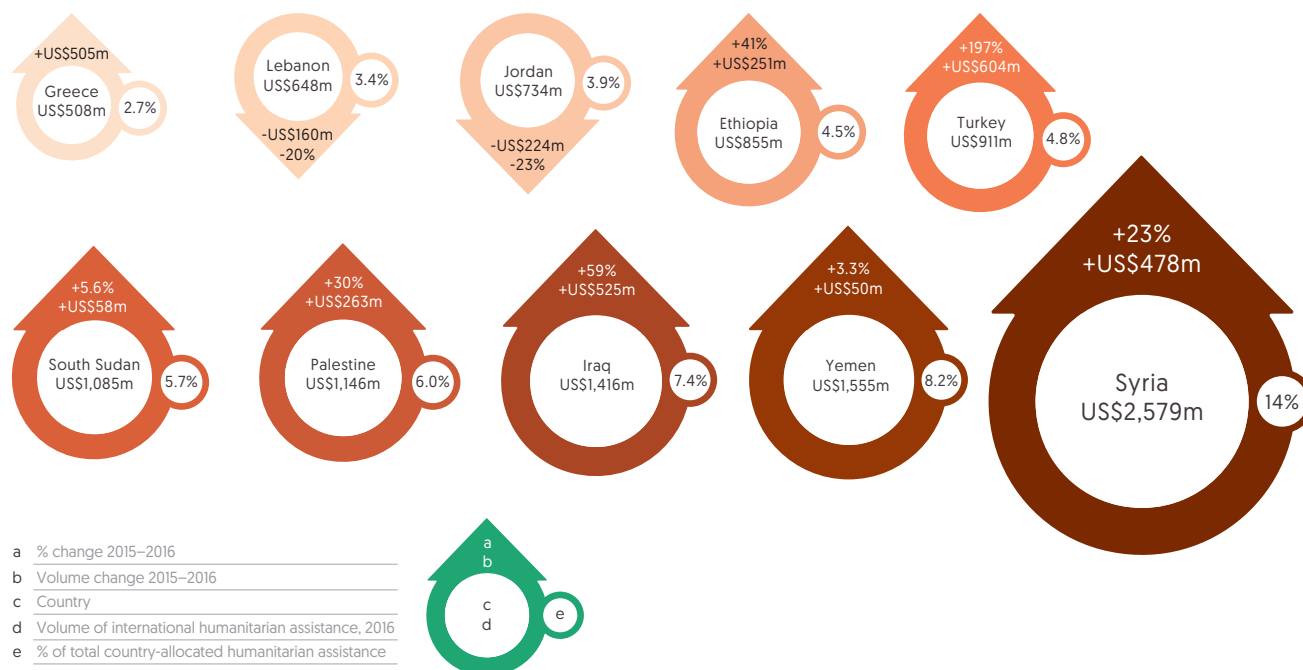 +US$505m
Greece
US$508m
2.7%
Lebanon
US$648m
3.4%
-US$160m
-20%
Jordan
US$734m
3.9%
-US$224m
-23%
+41%
+US$251m
Ethiopia
US$855m
4.5%
+197%
+US$604m
Turkey
US$911m
4.8%
+5.6%
+US$58m
South Sudan
US$1,085m
5.7%
+30%
+US$263m
Palestine
US$1,146m
6.0%
+59%
+US$525m
Iraq
US$1,416m
7.4%
+3.3%
+US$50m
Yemen
US$1,555m
8.2%
+23%
+US$478m
Syria
US$2,579m
14%
a % change 2015–2016
b Volume change 2015–2016
c Country
d Volume of international humanitarian assistance, 2016
e % of total country-allocated humanitarian assistance
a
b
c
d
e